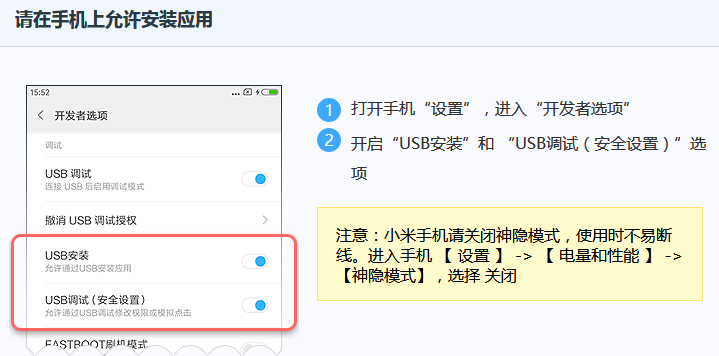 请在手机上允许安装应用
15:52
开发者选项
调试
USB 调试
连接 USB 后启用调试模式
撤消 USB 调试授权
USB安装
允许通过USB安装应用
USB调试（安全设置）
允许通过USB调试修改权限或模拟点击
FASTBOOT刷机模式
1 打开手机“设置”，进入“开发者选项”
2 开启“USB安装”和 “USB调试（安全设置）”选
项
注意：小米手机请关闭神隐模式，使用时不易断
线。进入手机 【 设置 】 -> 【 电量和性能 】 ->
【神隐模式】，选择 关闭